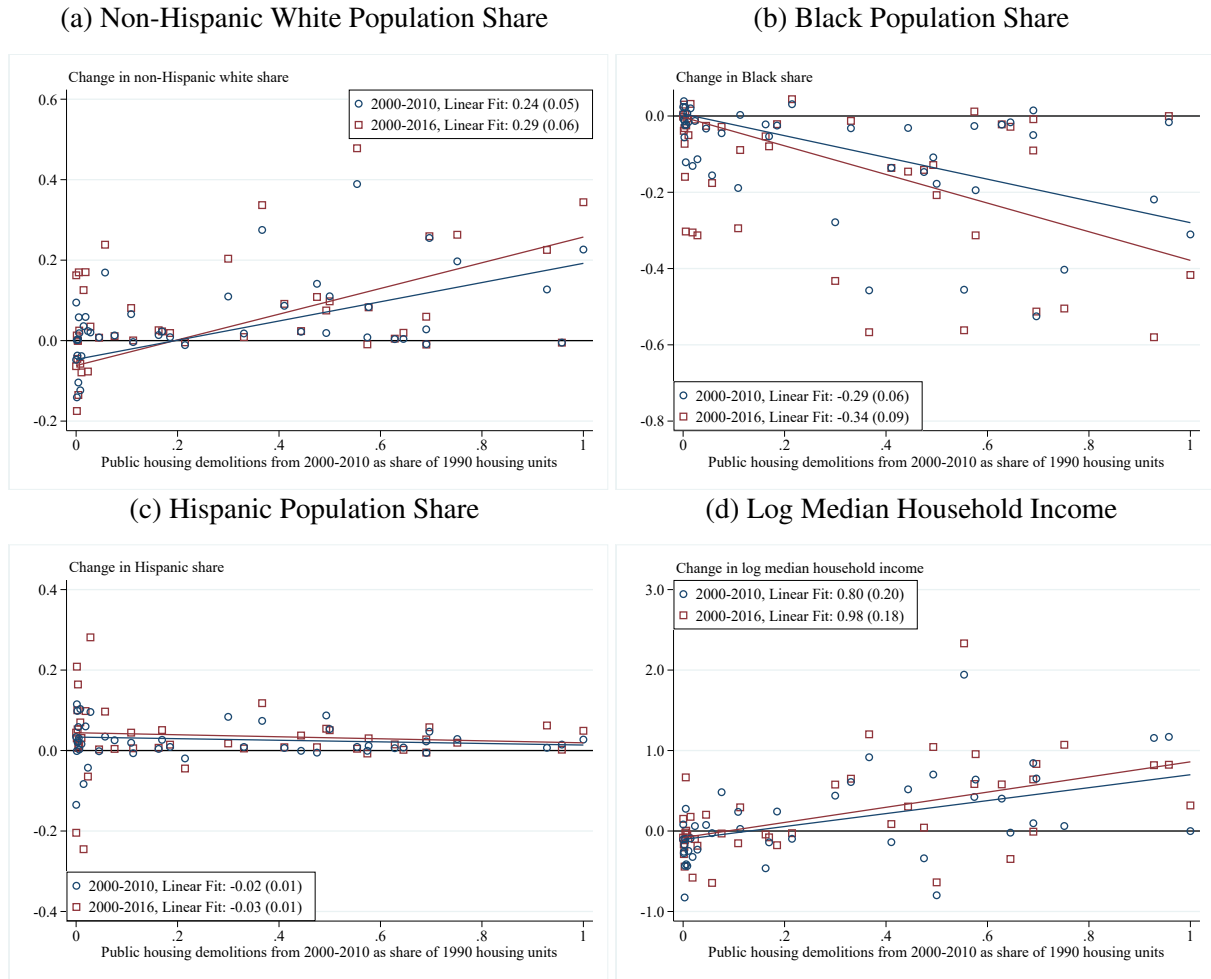 (a) Non-Hispanic White Population Share
Change in non-Hispanic white share
2000-2010, Linear Fit: 0.24 (0.05)
2000-2016, Linear Fit: 0.29 (0.06)
0.6
0.4
0.2
0.0
-0.2
0 .2 .4 .6 .8 1
Public housing demolitions from 2000-2010 as share of 1990 housing units
(b) Black Population Share
Change in Black share
0.0
-0.2
-0.4
-0.6
-0.8
2000-2010, Linear Fit: -0.29 (0.06)
2000-2016, Linear Fit: -0.34 (0.09)
0 .2 .4 .6 .8 1
Public housing demolitions from 2000-2010 as share of 1990 housing units
(c) Hispanic Population Share
Change in Hispanic share
0.4
0.2
0.0
-0.2
-0.4
2000-2010, Linear Fit: -0.02 (0.01)
2000-2016, Linear Fit: -0.03 (0.01)
0 .2 .4 .6 .8 1
Public housing demolitions from 2000-2010 as share of 1990 housing units
(d) Log Median Household Income
Change in log median household income
2000-2010, Linear Fit: 0.80 (0.20)
2000-2016, Linear Fit: 0.98 (0.18)
3.0
2.0
1.0
0.0
-1.0
0 .2 .4 .6 .8 1
Public housing demolitions from 2000-2010 as share of 1990 housing units